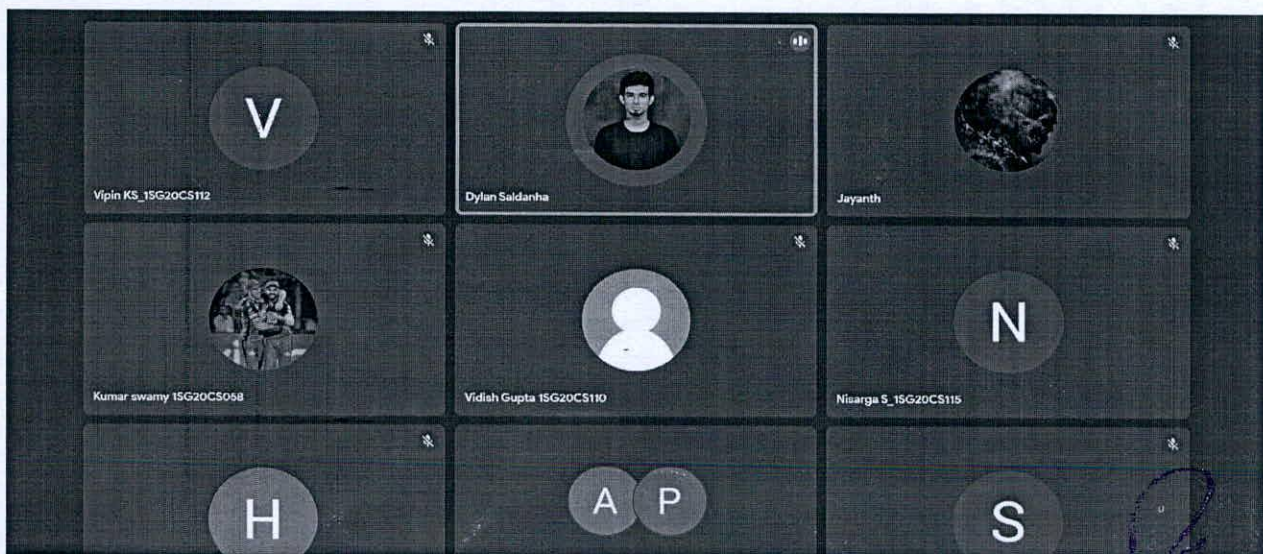 V
Vipin KS_1SG20CS112
Dylan Saldanha
Jayanth
Kumar swamy 1SG20CS058
Vidish Gupta 1SG20CS110
N
Nisarga S_1SG20CS115
H
A P
S